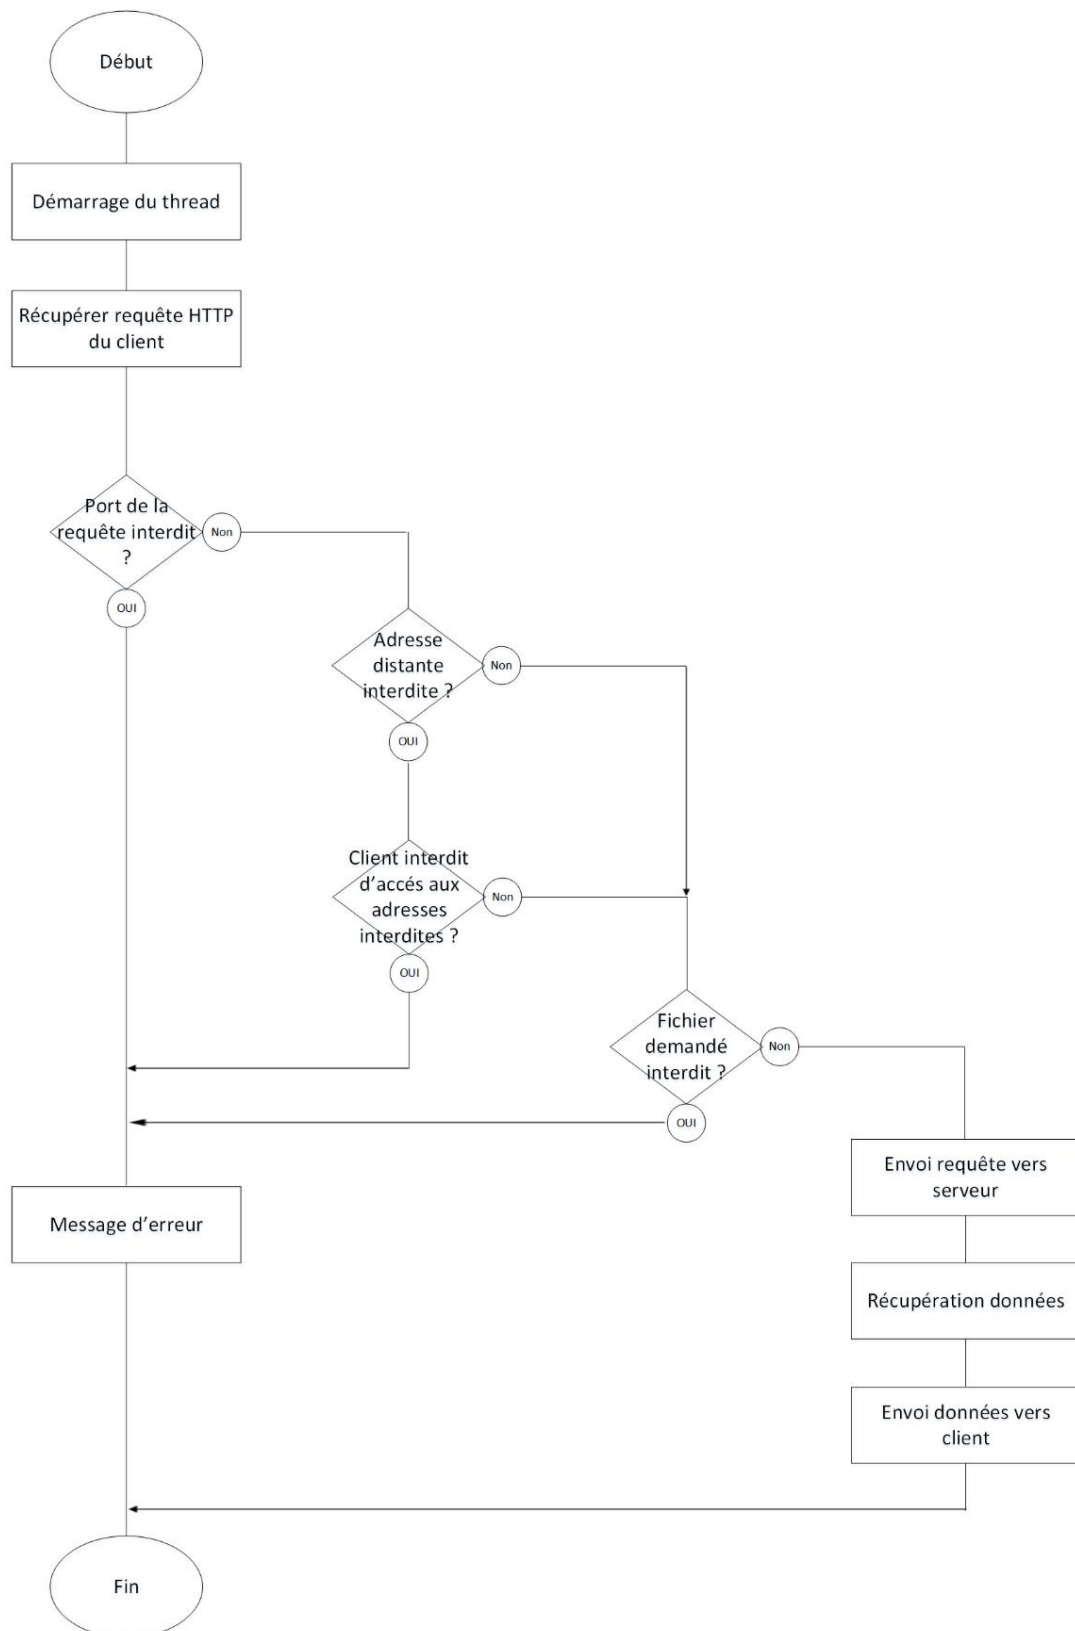 Début
Démarrage du thread
Récupérer requête HTTP
du client
Port de la
requête interdit
?
Non
OUI
Adresse
distante
interdite ?
Non
OUI
Client interdit
d'accés aux
adresses
interdites ?
Non
OUI
Fichier
demandé
interdit ?
Non
OUI
Envoi requête vers
serveur
Message d'erreur
Récupération données
Envoi données vers
client
Fin